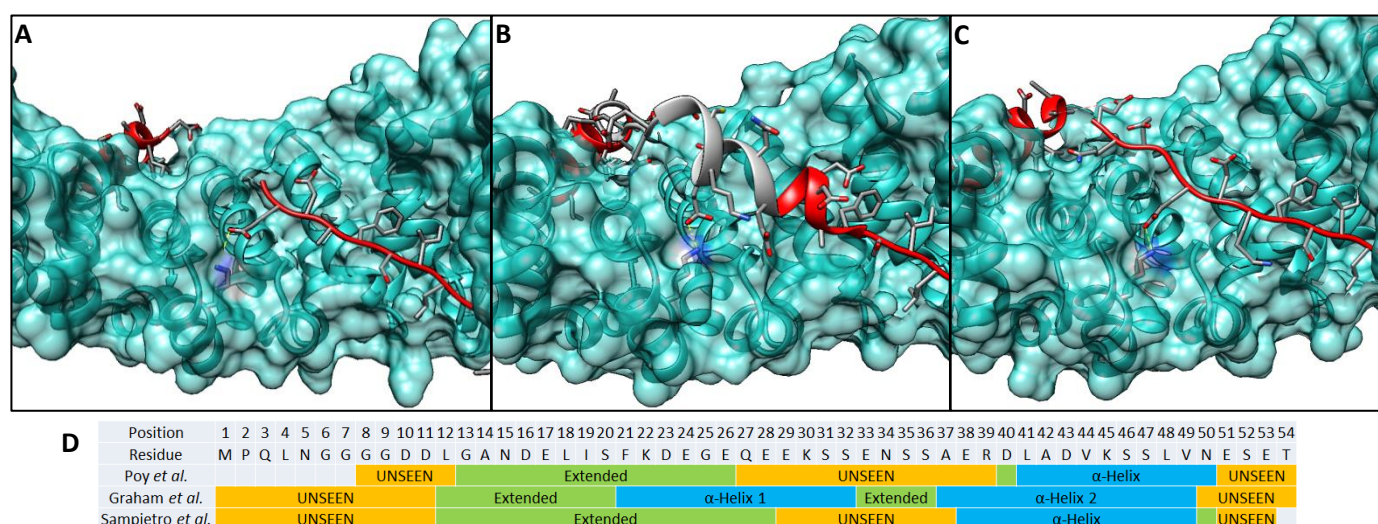 A B C
D
Position 1 2 3 4 5 6 7 8 9 10 11 12 13 14 15 16 17 18 19 20 21 22 23 24 25 26 27 28 29 30 31 32 33 34 35 36 37 38 39 40 41 42 43 44 45 46 47 48 49 50 51 52 53 54
Residue M P Q L N G G G G D D L G A N D E L I S F K D E G E Q E E K S S E N S S A E R D L A D V K S S L V N E S E T
Poy et al. UNSEEN Extended UNSEEN α-Helix UNSEEN
Graham et al. UNSEEN Extended α-Helix 1 Extended α-Helix 2 UNSEEN
Sampietro et al. UNSEEN Extended UNSEEN α-Helix UNSEEN